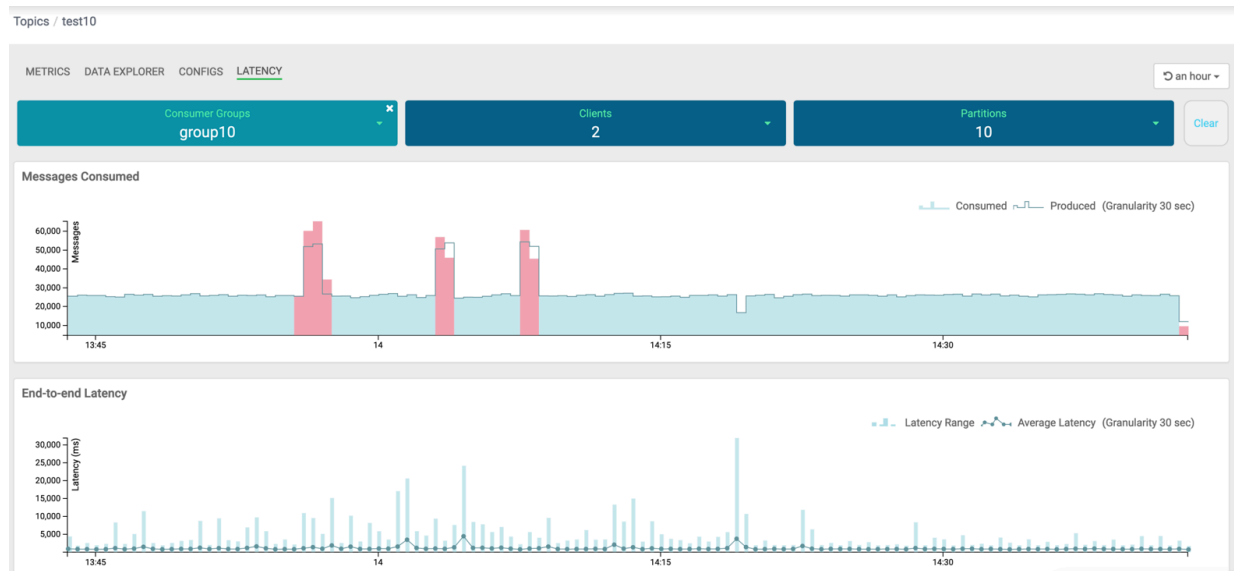 Topics / test10
METRICS DATA EXPLORER CONFIGS LATENCY
an hour
Consumer Groups
group10
Clients
2
Partitions
10
Clear
Messages Consumed
Consumed Produced (Granularity 30 sec)
Messages
60,000
50,000
40,000
30,000
20,000
10,000
13:45 14 14:15 14:30
End-to-end Latency
Latency Range Average Latency (Granularity 30 sec)
Latency (ms)
30,000
25,000
20,000
15,000
10,000
5,000
13:45 14 14:15 14:30